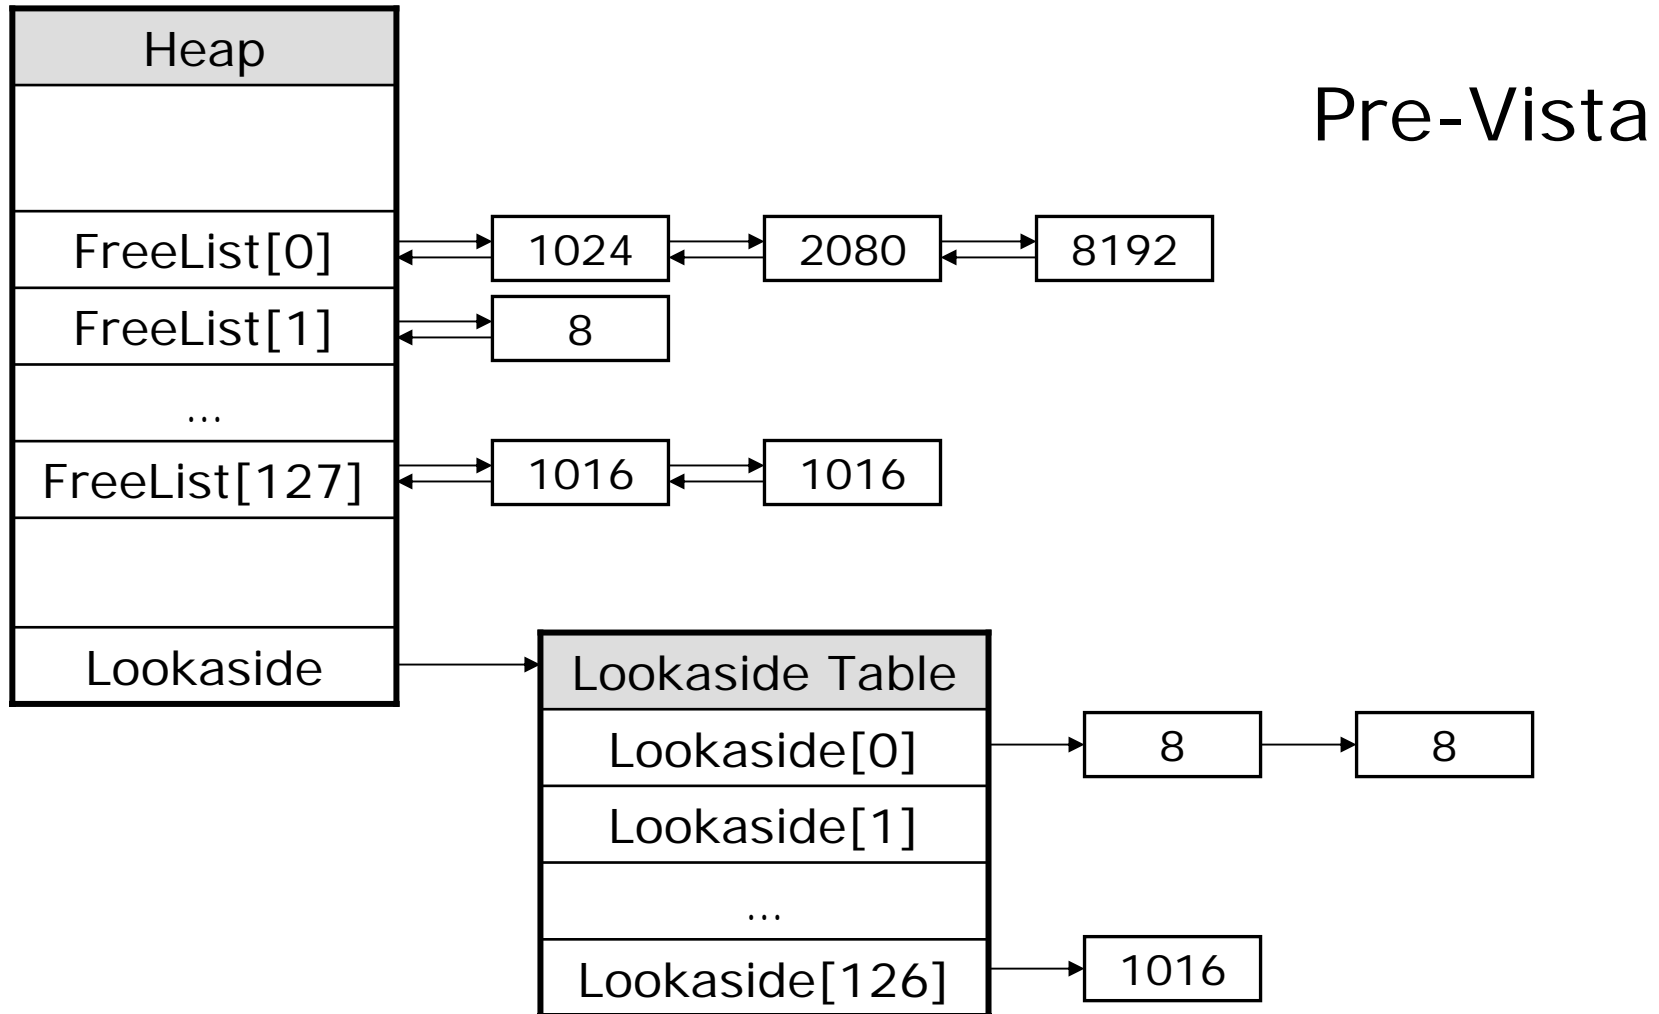 Heap
Pre-Vista
FreeList[0]
1024
2080
8192
FreeList[1]
8
...
FreeList[127]
1016
1016
Lookaside
Lookaside Table
Lookaside[0]
8
8
Lookaside[1]
...
Lookaside[126]
1016